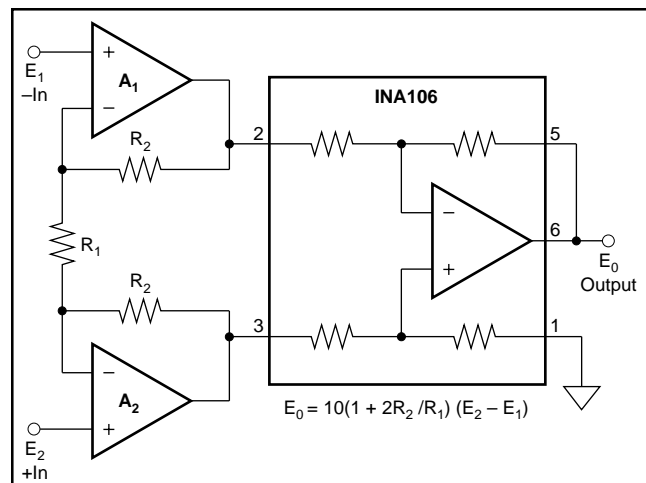 E1
–In
A1
R2
R1
R2
A2
E2
+In
INA106
2
5
6
3
1
E0
Output
E0 = 10(1 + 2R2 /R1) (E2 – E1)
+
−
−
+
−
+